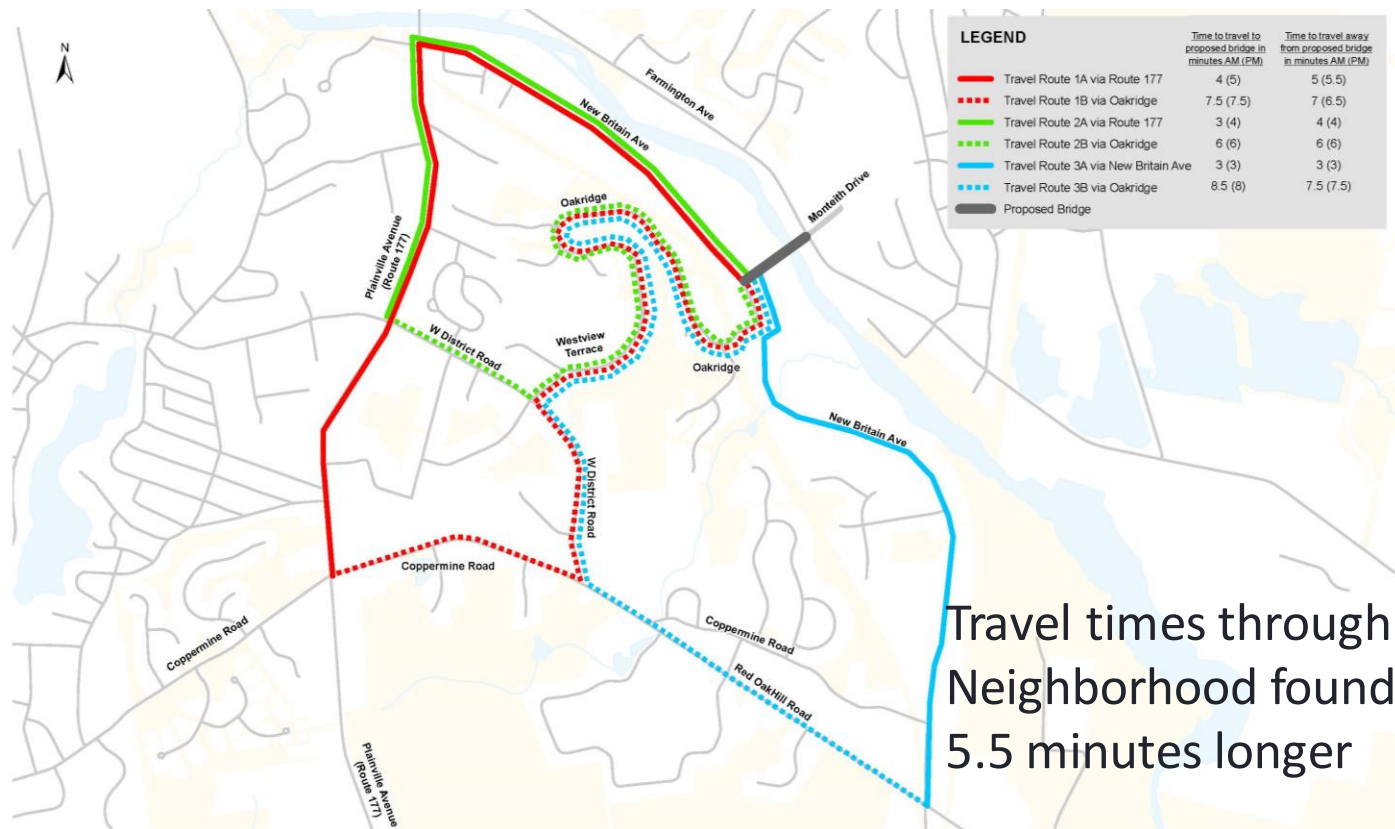 N
LEGEND
Time to travel to
proposed bridge in
minutes AM (PM)
Time to travel away
from proposed bridge
in minutes AM (PM)
Travel Route 1A via Route 177 4 (5) 5 (5.5)
Travel Route 1B via Oakridge 7.5 (7.5) 7 (6.5)
Travel Route 2A via Route 177 3 (4) 4 (4)
Travel Route 2B via Oakridge 6 (6) 6 (6)
Travel Route 3A via New Britain Ave 3 (3) 3 (3)
Travel Route 3B via Oakridge 8.5 (8) 7.5 (7.5)
Proposed Bridge
Farmington Ave
New Britain Ave
Monteith Drive
Oakridge
Plainville Avenue
(Route 177)
W District Road
Westview
Terrace
Oakridge
New Britain Ave
W District Road
Coppermine Road
Coppermine Road
Coppermine Road
Red OakHill Road
Plainville Avenue
(Route 177)
Travel times through
Neighborhood found
5.5 minutes longer